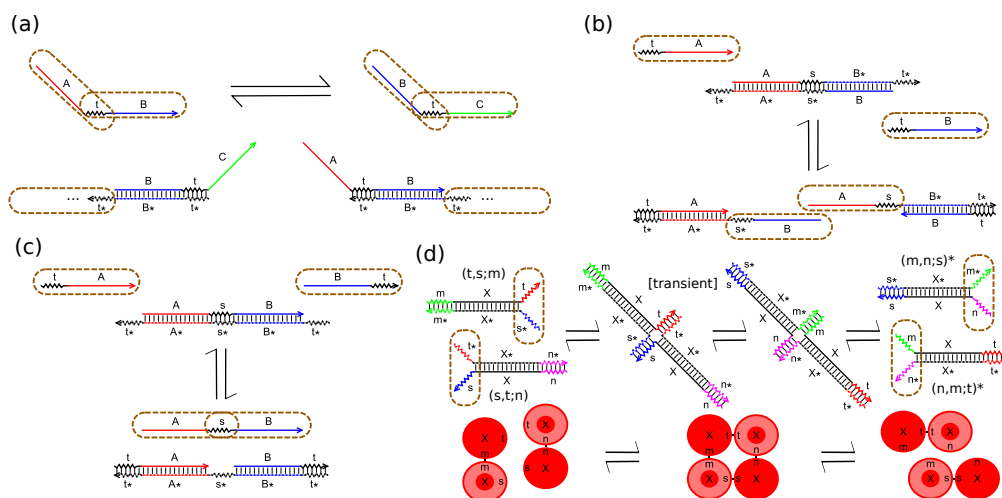 (a)
A
t
B
B
t
C
C
A
B
t
...
t*
B*
t*
t
B
t*
B*
t*
...
(b)
t
A
A
s
B*
t*
t*
A*
s*
B
t
B
t
A
A
s
B*
t*
t*
A*
s*
B
B
t
(c)
t
A
B
t
A
s
B
t*
A*
s*
B*
t*
A
s
B
t
A
B
t
t*
A*
s*
B*
t*
(d)
(t,s;m)
m
X
t
m*
X*
s*
t*
X*
n*
s
X
n
(s,t;n)
m
m*
X
X*
[transient]
t
t*
s*
s
X*
X
n*
n
s*
s
X
X*
m*
m
n
n*
X
X*
t
t*
(m,n;s)*
s*
X*
m*
s
X
n
m
X*
t
n*
X
t*
(n,m;t)*
X
t
m
m
X
s
t
X
n
n
s
X
X
t
t
X
m
n
m
n
X
s
s
X
X
t
t
X
m
n
m
n
X
s
s
X